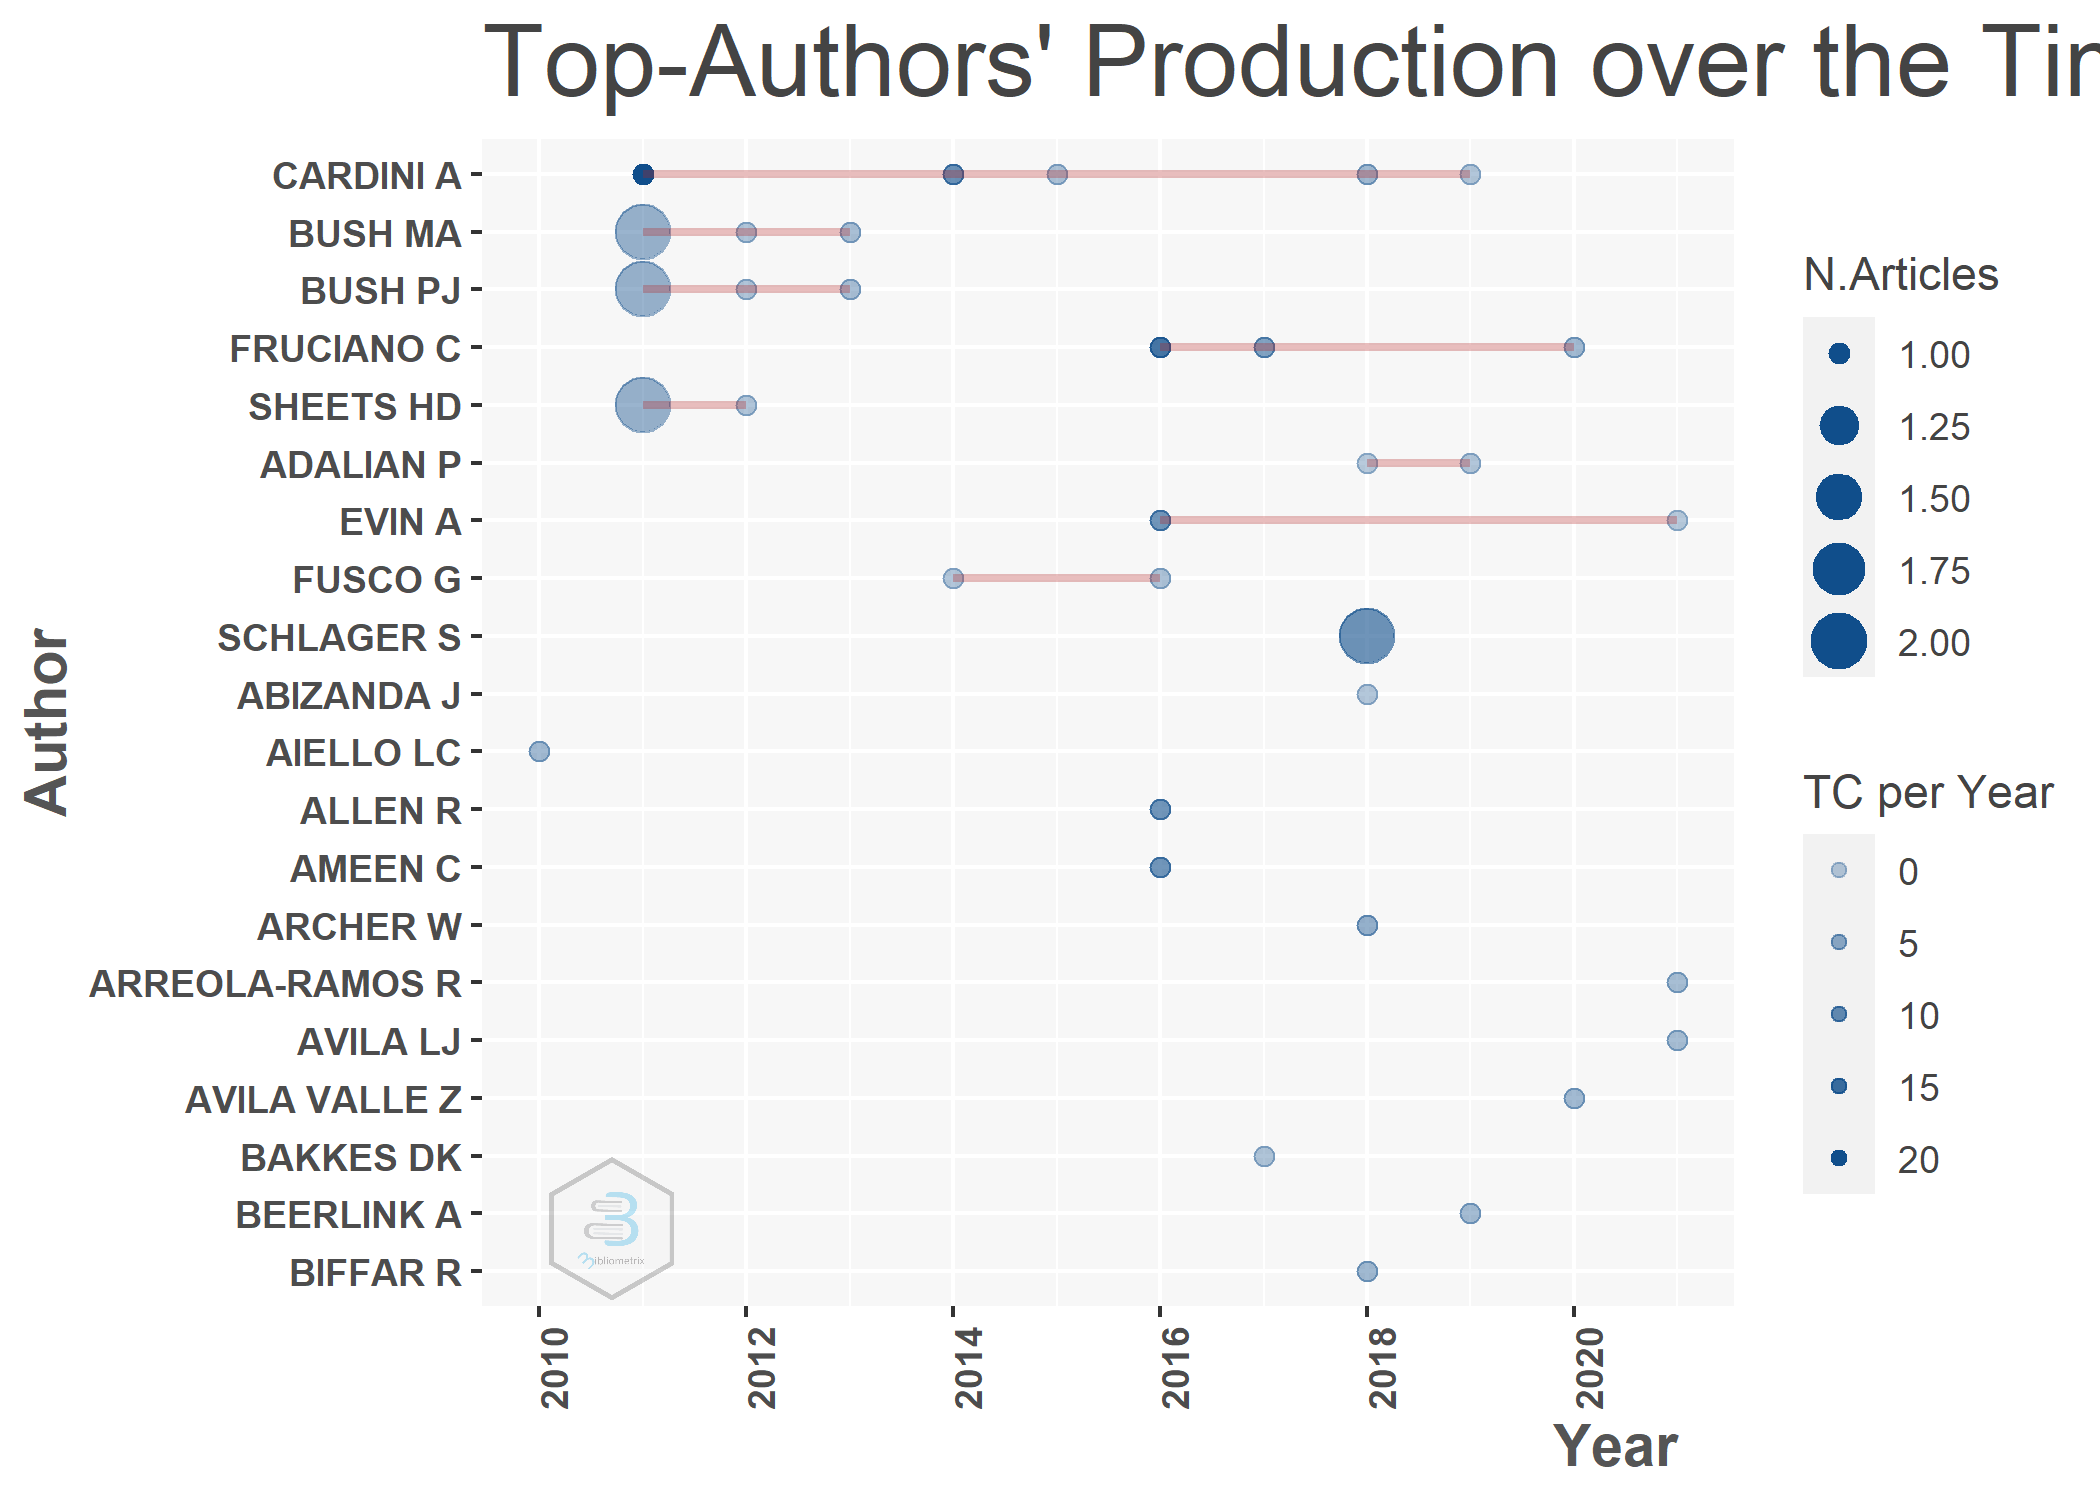 Top-Authors' Production over the Tir
CARDINI A
BUSH MA
BUSH PJ
FRUCIANO C
SHEETS HD
ADALIAN P
EVIN A
FUSCO G
SCHLAGER S
ABIZANDA J
AIELLO LC
ALLEN R
AMEEN C
ARCHER W
ARREOLA-RAMOS R
AVILA LJ
AVILA VALLE Z
BAKKES DK
BEERLINK A
BIFFAR R
Author
2010
2012
2014
2016
2018
2020
Year
N.Articles
1.00
1.25
1.50
1.75
2.00
TC per Year
0
5
10
15
20
ibliometrix